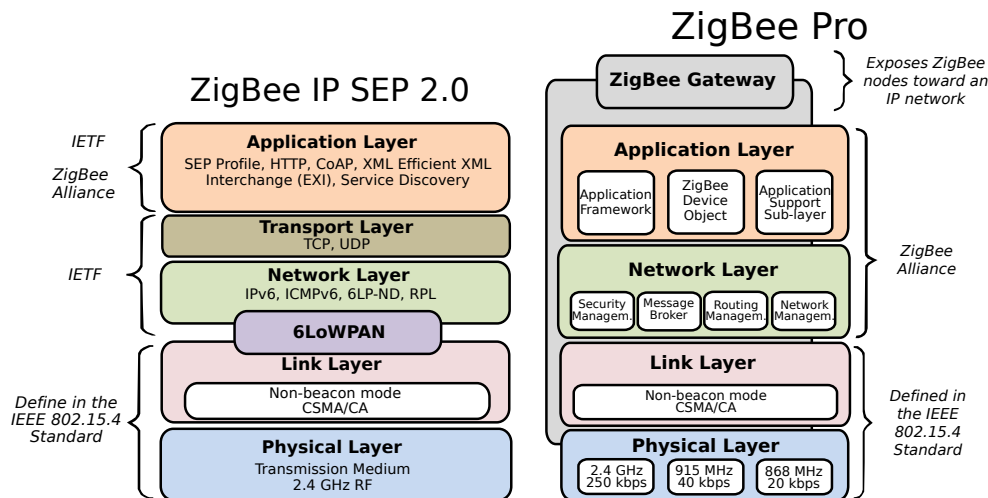 ZigBee IP SEP 2.0
IETF
ZigBee
Alliance
Application Layer
SEP Profile, HTTP, CoAP, XML Efficient XML
Interchange (EXI), Service Discovery
IETF
Transport Layer
TCP, UDP
Network Layer
IPv6, ICMPv6, 6LP-ND, RPL
6LoWPAN
Define in the
IEEE 802.15.4
Standard
Link Layer
Non-beacon mode
CSMA/CA
Physical Layer
Transmission Medium
2.4 GHz RF
ZigBee Pro
ZigBee Gateway
Exposes ZigBee
nodes toward an
IP network
Application Layer
Application
Framework
ZigBee
Device
Object
Application
Support
Sub-layer
Network Layer
Security
Managem.
Message
Broker
Routing
Managem.
Network
Managem.
ZigBee
Alliance
Link Layer
Non-beacon mode
CSMA/CA
Physical Layer
2.4 GHz
250 kbps
915 MHz
40 kbps
868 MHz
20 kbps
Defined in
the IEEE
802.15.4
Standard